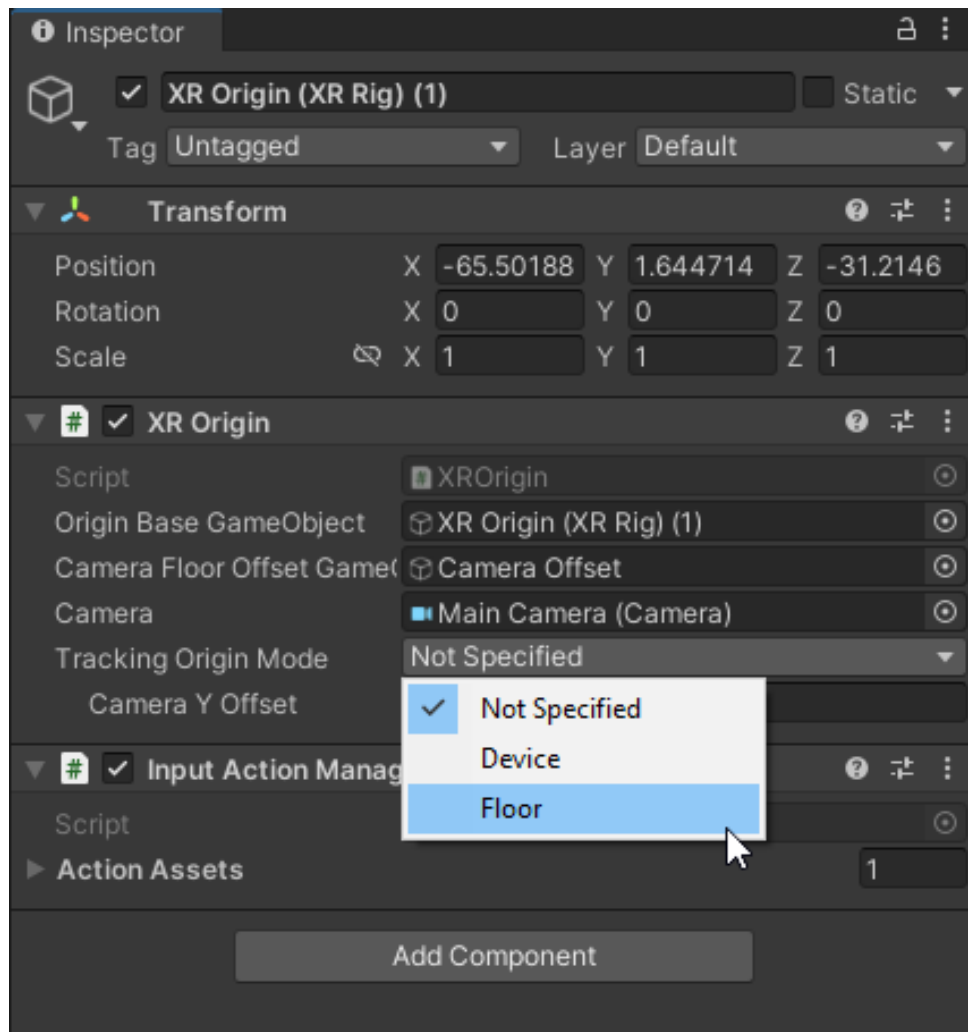 Inspector
XR Origin (XR Rig) (1) Static
Tag Untagged Layer Default
Transform
Position X -65.50188 Y 1.644714 Z -31.2146
Rotation X 0 Y 0 Z 0
Scale X 1 Y 1 Z 1
# XR Origin
Script # XROrigin
Origin Base GameObject XR Origin (XR Rig) (1)
Camera Floor Offset Game Camera Offset
Camera Main Camera (Camera)
Tracking Origin Mode Not Specified
Camera Y Offset
Not Specified
Device
Floor
# Input Action Manag
Script
Action Assets 1
Add Component